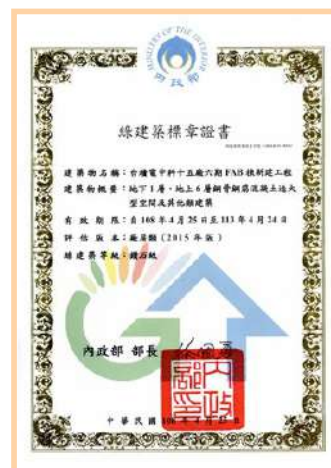 MINISTRY OF THE INTERIOR
內政部
綠建築標章證書
建築物名稱：台積電中科十五廠六期FAB模新建工程
建築物概要：地下1層、地上6層鋼骨鋼筋混凝土造大
型空間及其他類建築
有效期限：自108年4月25日至113年4月24日
評估版本：廠房類（2015年版）
綠建築等級：鑽石級
內政部 部長
內政部印
中華民國